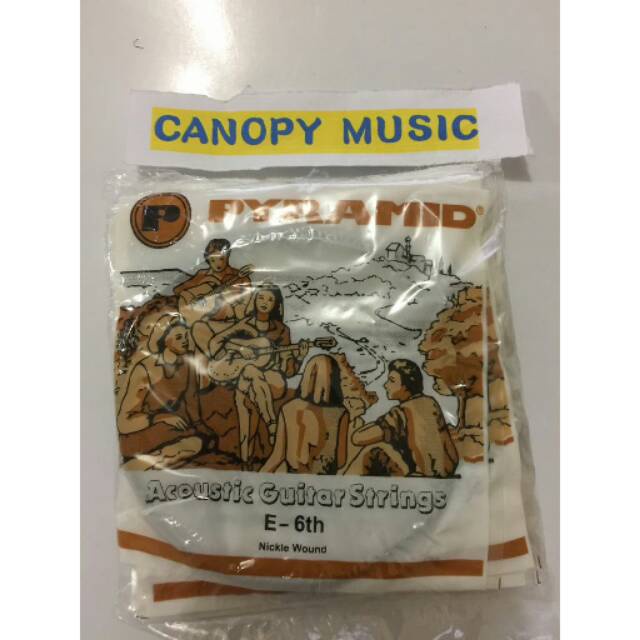 CANOPY MUSIC
P PYRAMID®
Acoustic Guitar Strings
E-6th
Nickle Wound